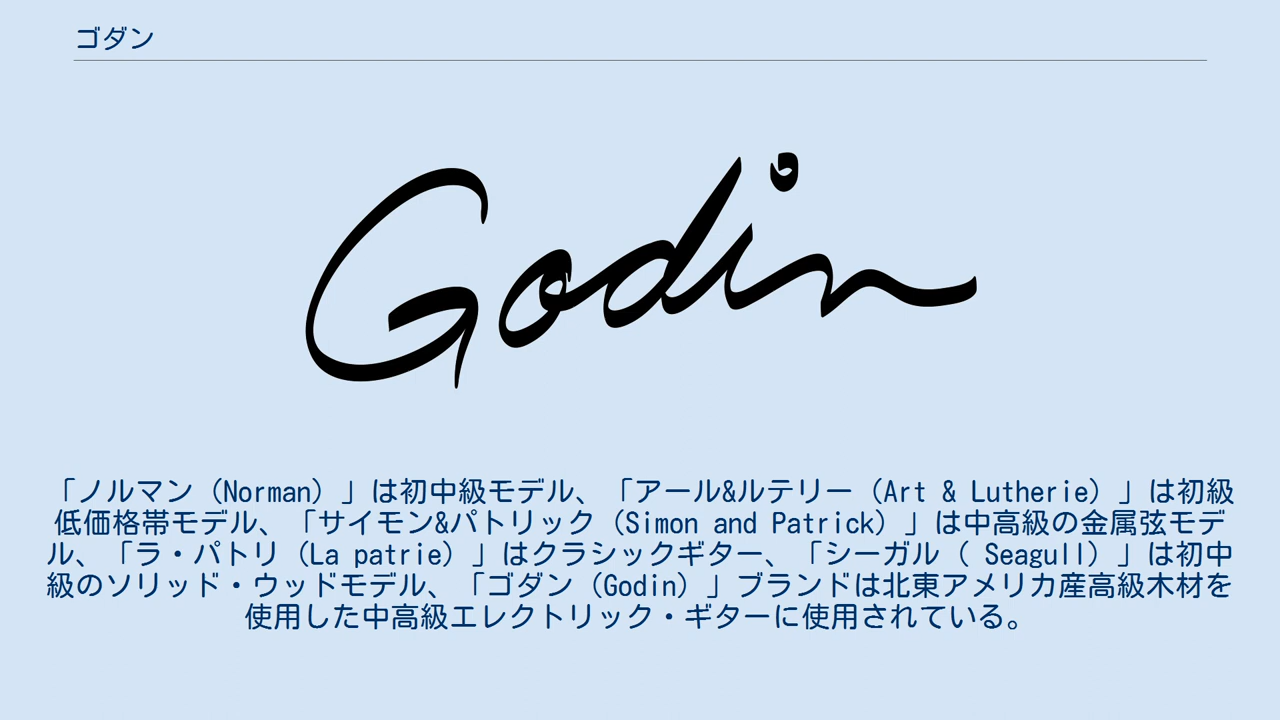 ゴダン
Godin
「ノルマン（Norman）」は初中級モデル、「アール&ルテリー（Art & Lutherie）」は初級
低価格帯モデル、「サイモン&パトリック（Simon and Patrick）」は中高級の金属弦モデ
ル、「ラ・パトリ（La patrie）」はクラシックギター、「シーガル（ Seagull）」は初中
級のソリッド・ウッドモデル、「ゴダン（Godin）」ブランドは北東アメリカ産高級木材を
使用した中高級エレクトリック・ギターに使用されている。